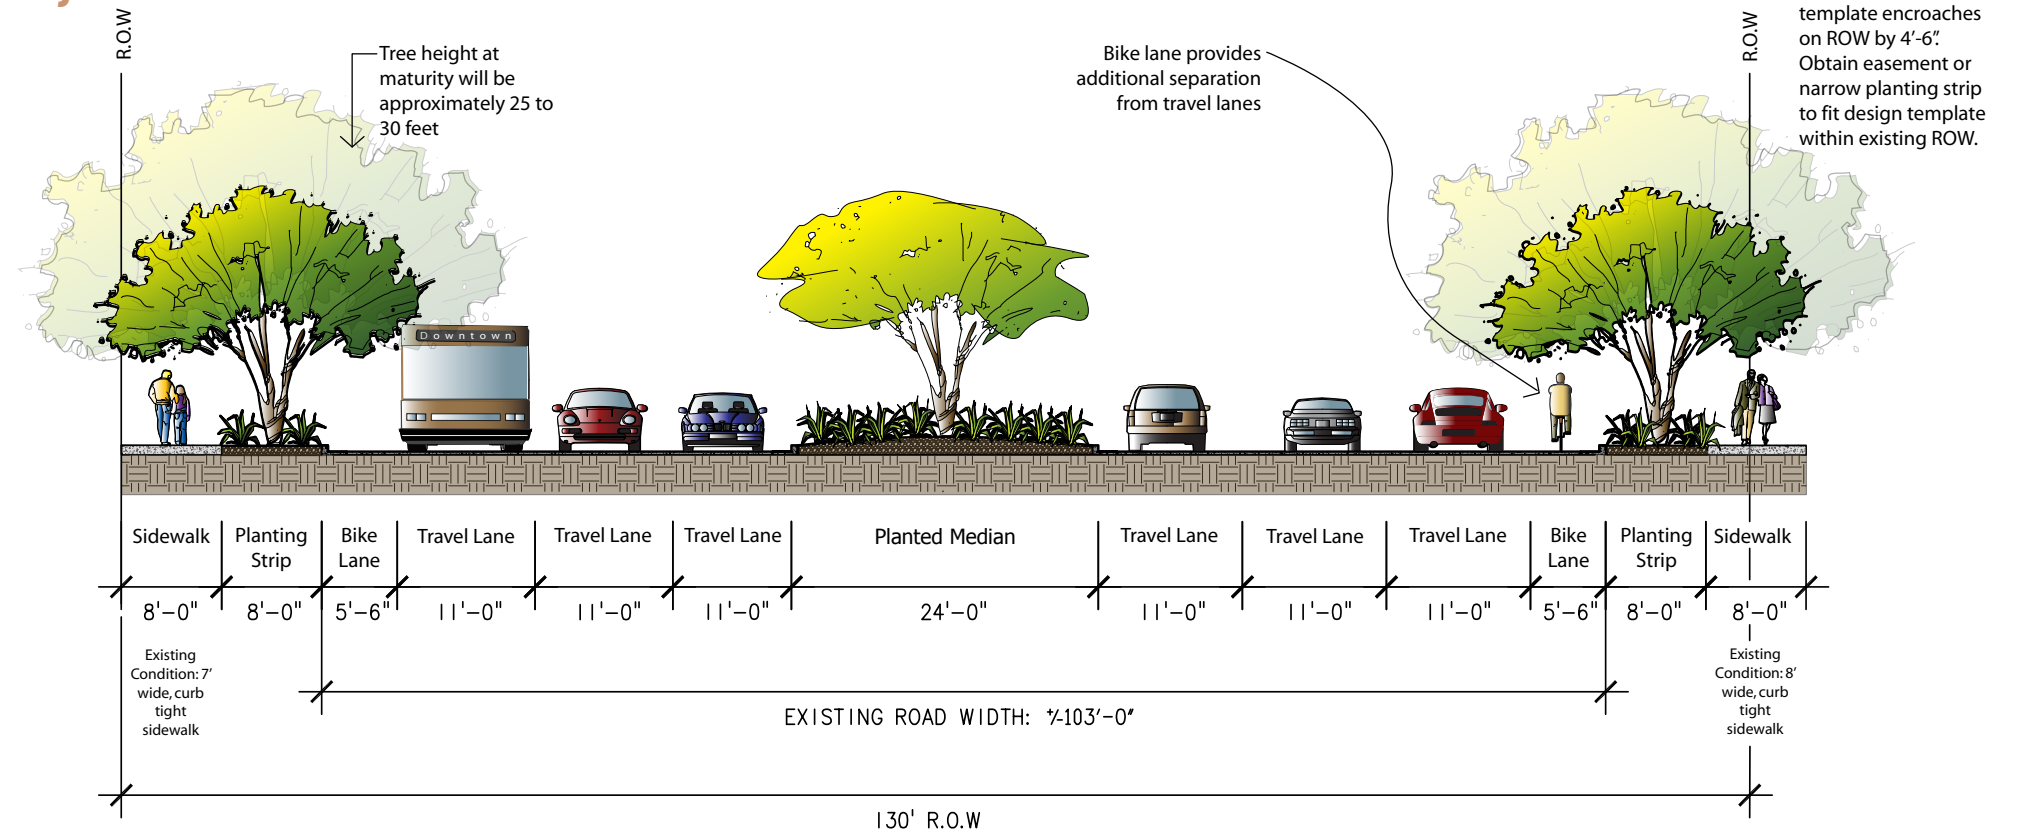 R.O.W
Tree height at
maturity will be
approximately 25 to
30 feet
Bike lane provides
additional separation
from travel lanes
R.O.W
template encroaches
on ROW by 4'-6".
Obtain easement or
narrow planting strip
to fit design template
within existing ROW.
Downtown
Sidewalk
Planting
Strip
Bike
Lane
Travel Lane
Travel Lane
Travel Lane
Planted Median
Travel Lane
Travel Lane
Travel Lane
Bike
Lane
Planting
Strip
Sidewalk
8'-0"
8'-0"
5'-6"
11'-0"
11'-0"
11'-0"
24'-0"
11'-0"
11'-0"
11'-0"
5'-6"
8'-0"
8'-0"
Existing
Condition: 7'
wide, curb
tight
sidewalk
Existing
Condition: 8'
wide, curb
tight
sidewalk
EXISTING ROAD WIDTH: +/-103'-0"
130' R.O.W